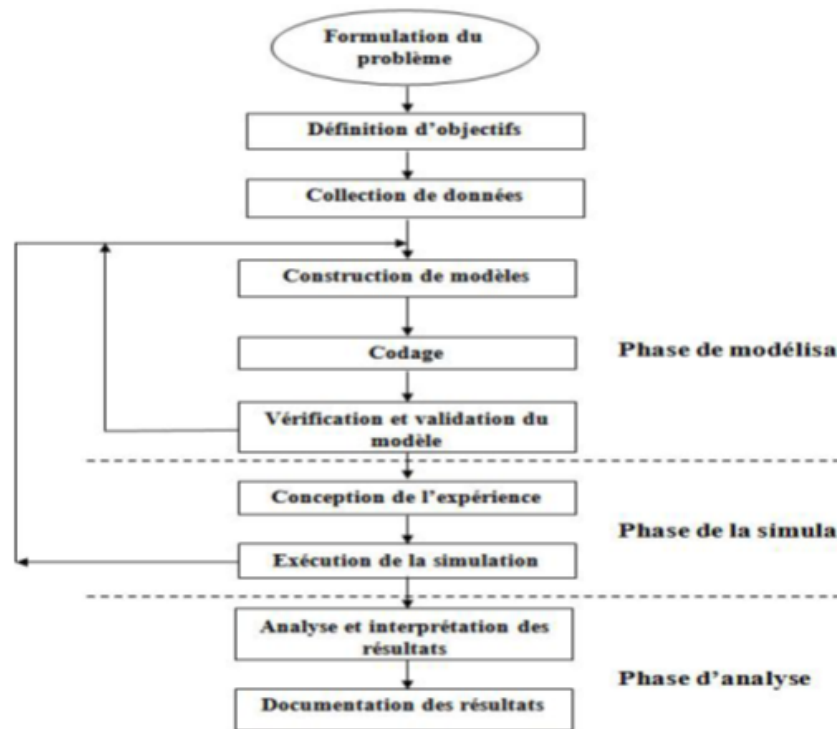 Formulation du
problème
Définition d'objectifs
Collection de données
Construction de modèles
Codage
Phase de modélisa
Vérification et validation du
modèle
Conception de l'expérience
Phase de la simula
Exécution de la simulation
Analyse et interprétation des
résultats
Phase d'analyse
Documentation des résultats